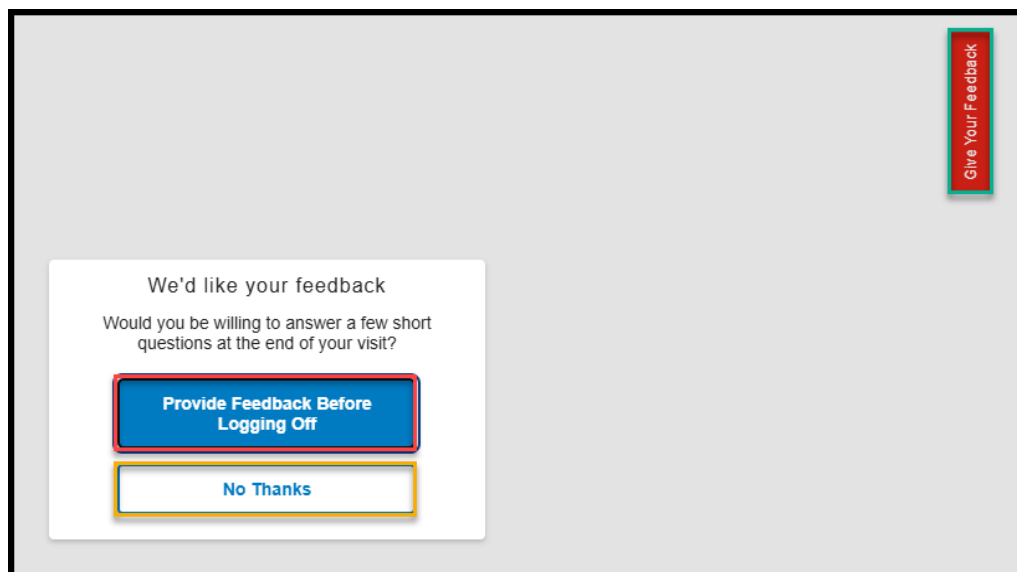 Give Your Feedback
We'd like your feedback
Would you be willing to answer a few short
questions at the end of your visit?
Provide Feedback Before
Logging Off
No Thanks